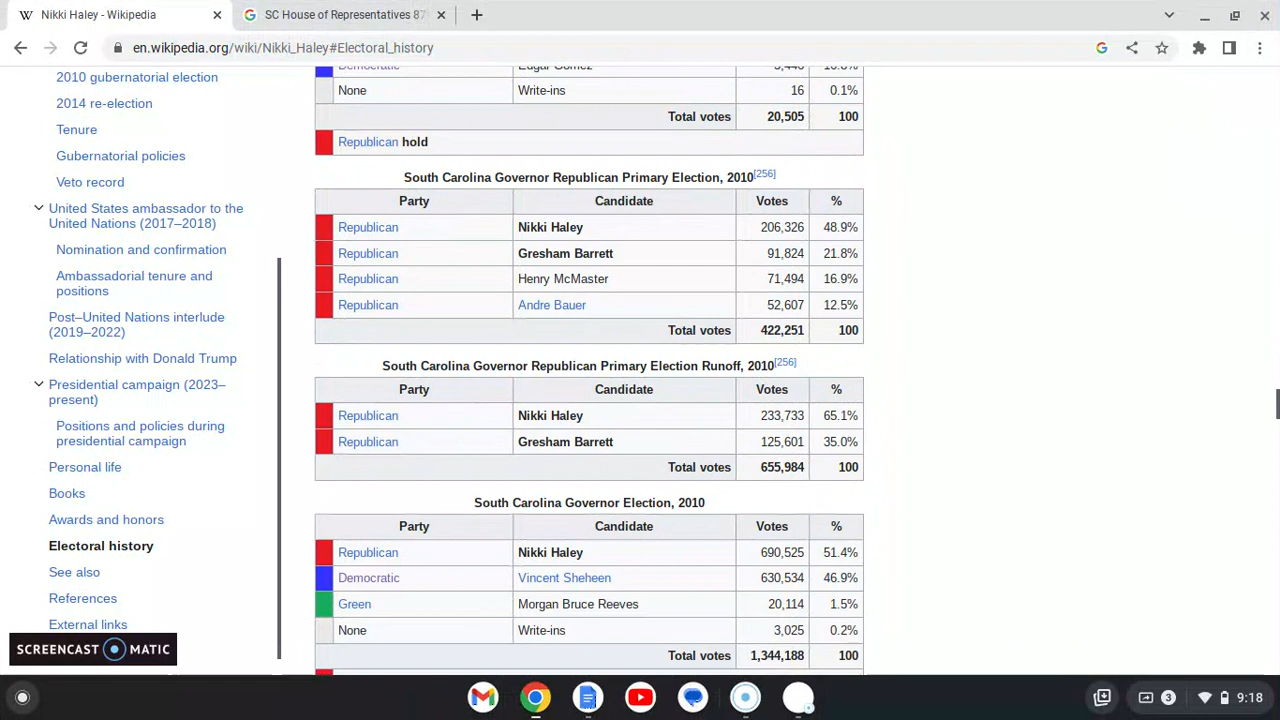 Nikki Haley - Wikipedia
SC House of Representatives 87
en.wikipedia.org/wiki/Nikki_Haley#Electoral_history
2010 gubernatorial election
2014 re-election
Tenure
Gubernatorial policies
Veto record
United States ambassador to the
United Nations (2017–2018)
Nomination and confirmation
Ambassadorial tenure and
positions
Post–United Nations interlude
(2019–2022)
Relationship with Donald Trump
Presidential campaign (2023–
present)
Positions and policies during
presidential campaign
Personal life
Books
Awards and honors
Electoral history
See also
References
External links
SCREENCAST MATIC
Democratic Edgar Gomez
None Write-ins 16 0.1%
Total votes 20,505 100
Republican hold
South Carolina Governor Republican Primary Election, 2010[256]
Party Candidate Votes %
Republican Nikki Haley 206,326 48.9%
Republican Gresham Barrett 91,824 21.8%
Republican Henry McMaster 71,494 16.9%
Republican Andre Bauer 52,607 12.5%
Total votes 422,251 100
South Carolina Governor Republican Primary Election Runoff, 2010[256]
Party Candidate Votes %
Republican Nikki Haley 233,733 65.1%
Republican Gresham Barrett 125,601 35.0%
Total votes 655,984 100
South Carolina Governor Election, 2010
Party Candidate Votes %
Republican Nikki Haley 690,525 51.4%
Democratic Vincent Sheheen 630,534 46.9%
Green Morgan Bruce Reeves 20,114 1.5%
None Write-ins 3,025 0.2%
Total votes 1,344,188 100
3 9:18